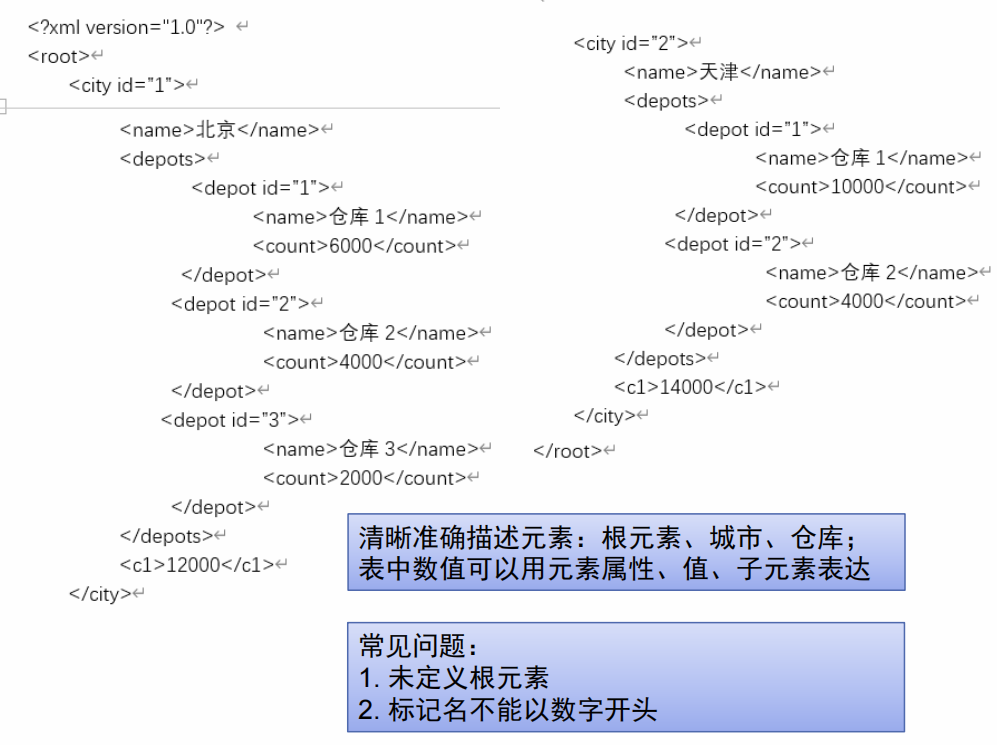 <?xml version="1.0"?> ↵
<root>↵
<city id=”1”>↵
<name>北京</name>↵
<depots>↵
<depot id=”1”>↵
<name>仓库 1</name>↵
<count>6000</count>↵
</depot>↵
<depot id=”2”>↵
<name>仓库 2</name>↵
<count>4000</count>↵
</depot>↵
<depot id=”3”>↵
<name>仓库 3</name>↵
<count>2000</count>↵
</depot>↵
</depots>↵
<c1>12000</c1>↵
</city>↵
<city id=”2”>↵
<name>天津</name>↵
<depots>↵
<depot id=”1”>↵
<name>仓库 1</name>↵
<count>10000</count>↵
</depot>↵
<depot id=”2”>↵
<name>仓库 2</name>↵
<count>4000</count>↵
</depot>↵
</depots>↵
<c1>14000</c1>↵
</city>↵
</root>↵
清晰准确描述元素：根元素、城市、仓库；
表中数值可以用元素属性、值、子元素表达
常见问题：
1. 未定义根元素
2. 标记名不能以数字开头